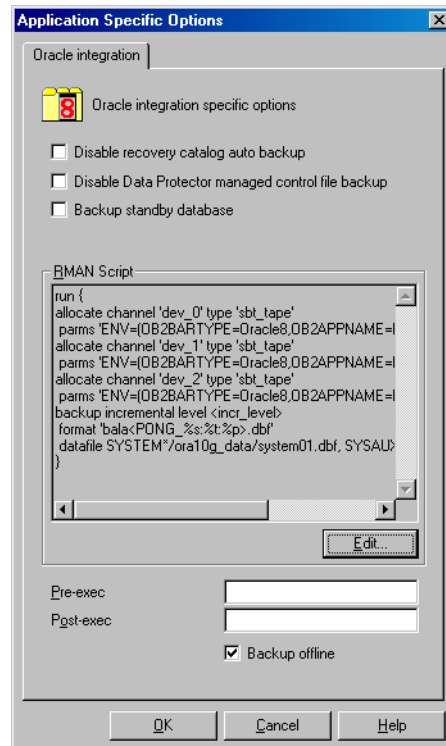 Application Specific Options
Oracle integration
8
Oracle integration specific options
Disable recovery catalog auto backup
Disable Data Protector managed control file backup
Backup standby database
RMAN Script
run {
allocate channel 'dev_0' type 'sbt_tape'
parms 'ENV=(OB2BARTYPE=Oracle8,OB2APPNAME=
allocate channel 'dev_1' type 'sbt_tape'
parms 'ENV=(OB2BARTYPE=Oracle8,OB2APPNAME=
allocate channel 'dev_2' type 'sbt_tape'
parms 'ENV=(OB2BARTYPE=Oracle8,OB2APPNAME=
backup incremental level <incr_level>
format 'bala<PONG_%s:%t:%p>.dbf'
datafile SYSTEM*/ora10g_data/system01.dbf, SYSAU
}
Edit...
Pre-exec
Post-exec
Backup offline
OK Cancel Help